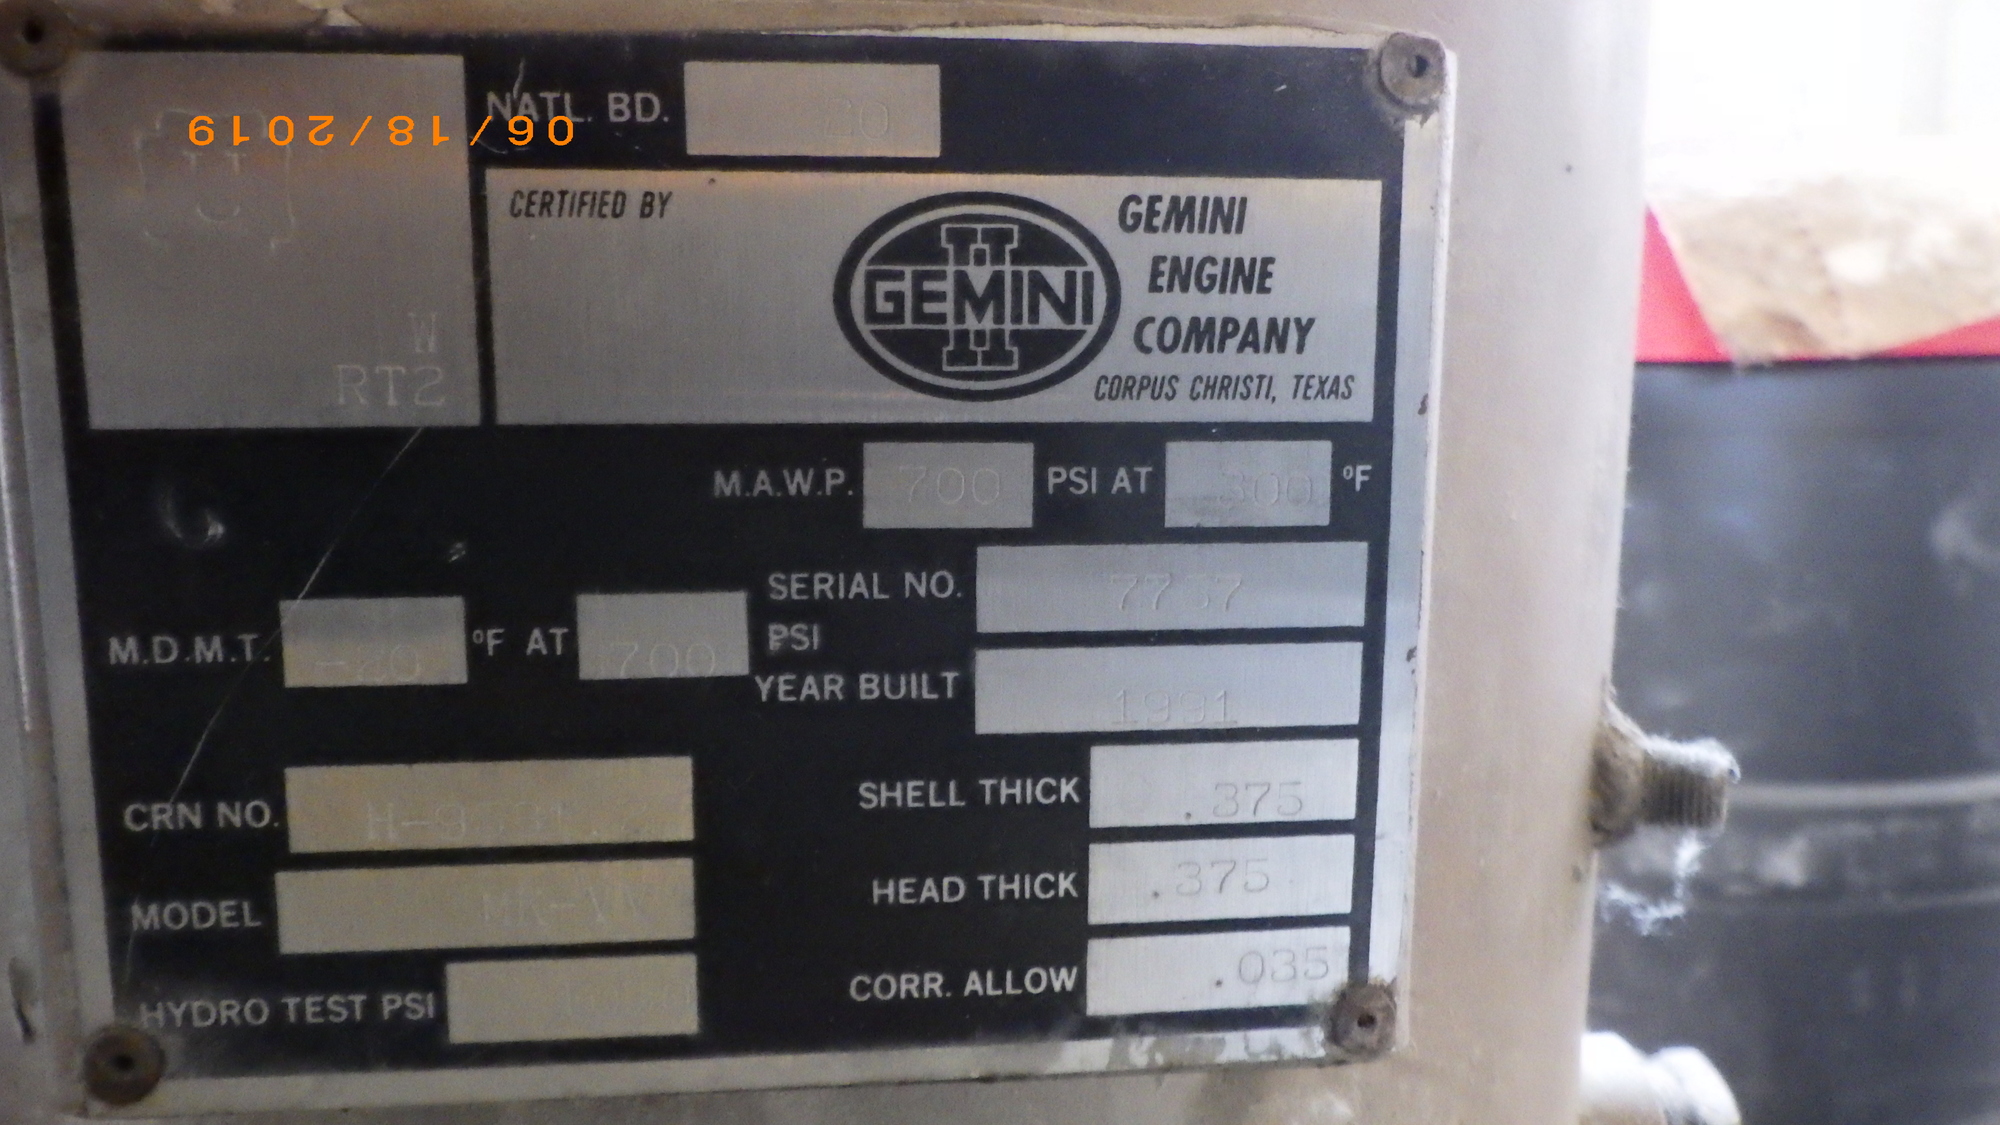 06/18/2019
NATL. BD.
U
W
RT2
CERTIFIED BY
GEMINI
GEMINI
ENGINE
COMPANY
CORPUS CHRISTI, TEXAS
M.A.W.P. 700 PSI AT 300 °F
SERIAL NO.
M.D.M.T. -20 °F AT 700 PSI
YEAR BUILT 1991
CRN NO.
SHELL THICK .375
MODEL
HEAD THICK .375
HYDRO TEST PSI
CORR. ALLOW .035